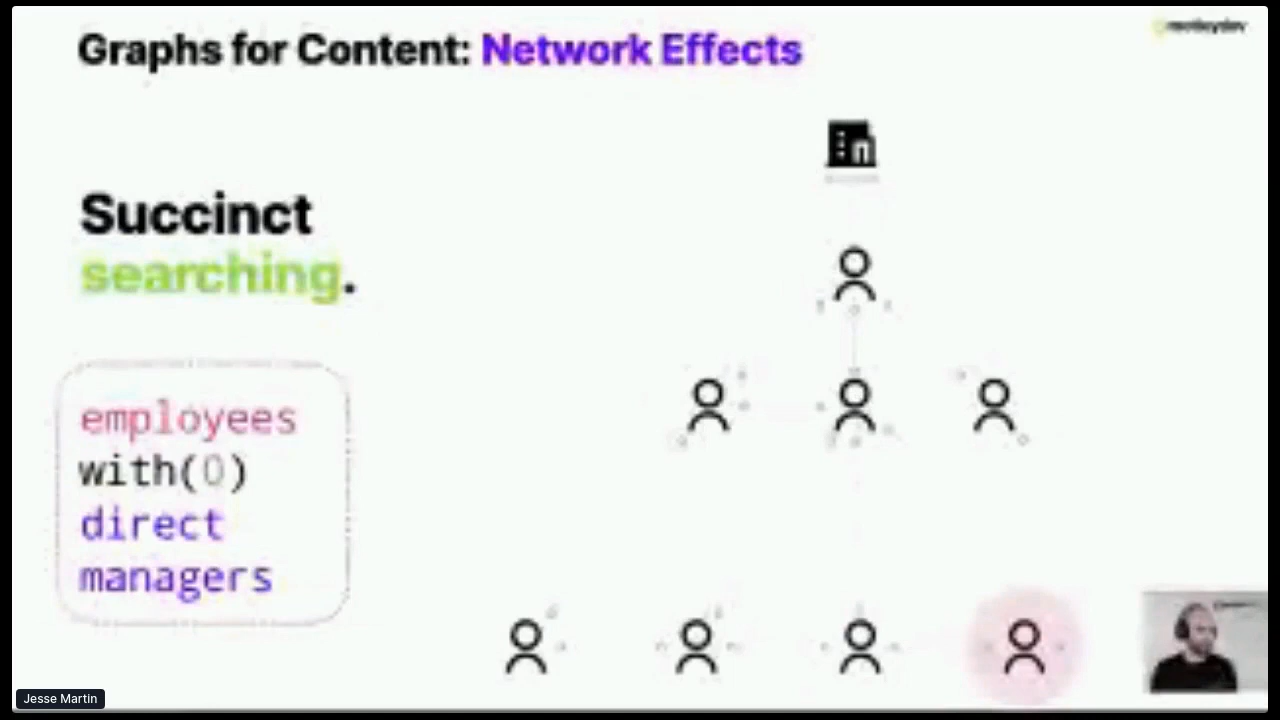 Graphs for Content: Network Effects
Succinct
searching.
employees
with(0)
direct
managers
Jesse Martin